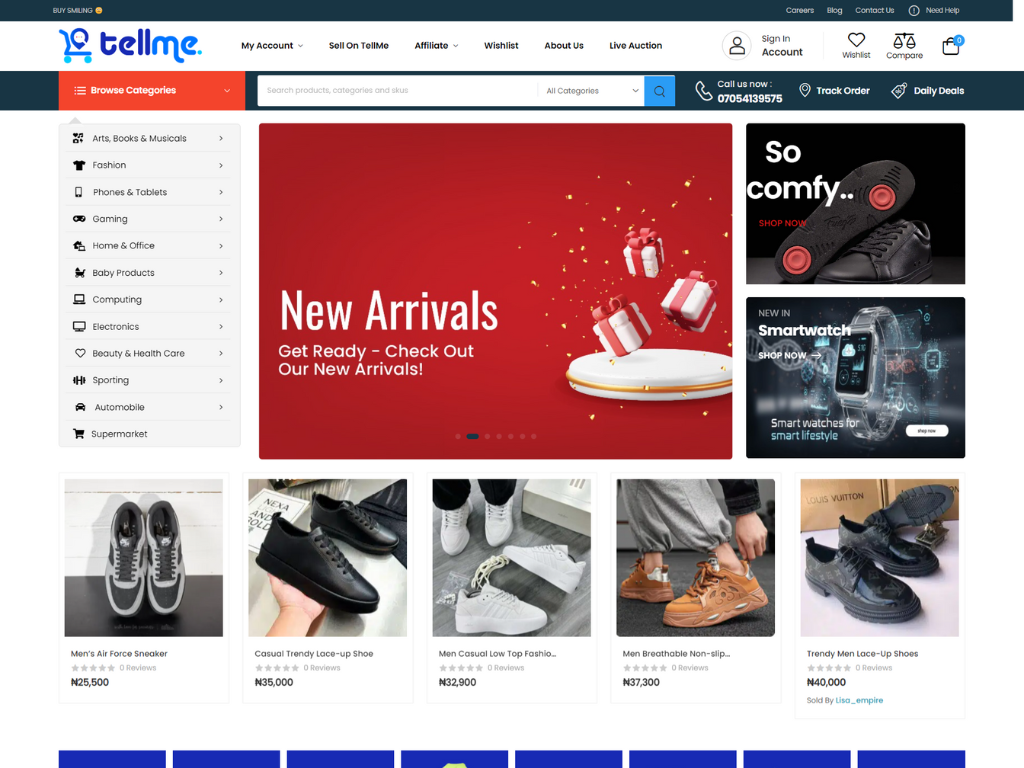 BUY SMILING
Careers
Blog
Contact Us
Need Help
tellme.
My Account
Sell On TellMe
Affiliate
Wishlist
About Us
Live Auction
Sign In
Account
Wishlist
Compare
0
Browse Categories
Search products, categories and skus
All Categories
Call us now :
07054139575
Track Order
Daily Deals
Arts, Books & Musicals
Fashion
Phones & Tablets
Gaming
Home & Office
Baby Products
Computing
Electronics
Beauty & Health Care
Sporting
Automobile
Supermarket
New Arrivals
Get Ready - Check Out
Our New Arrivals!
So
comfy..
SHOP NOW
NEW IN
Smartwatch
SHOP NOW →
Smart watches for
smart lifestyle
shop now
NEXA
AND
LOUIS VUITTON
Men's Air Force Sneaker
0 Reviews
₦25,500
Casual Trendy Lace-up Shoe
0 Reviews
₦35,000
Men Casual Low Top Fashio...
0 Reviews
₦32,900
Men Breathable Non-slip...
0 Reviews
₦37,300
Trendy Men Lace-Up Shoes
0 Reviews
₦40,000
Sold By Lisa_empire